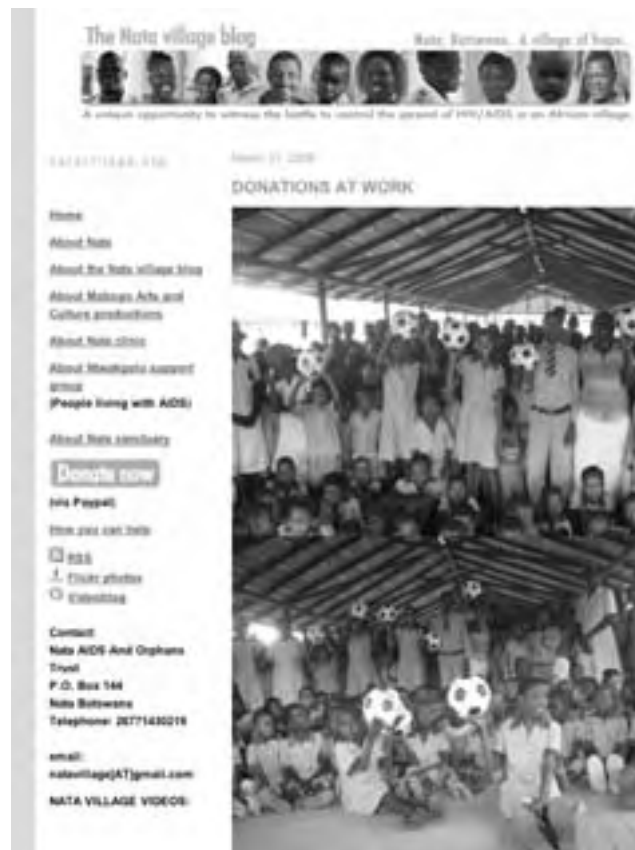 The Nata village blog
Nata, Botswana. A village of hope.
A unique opportunity to witness the battle to control the spread of HIV/AIDS in an African village.
DONATIONS AT WORK
Home
About Nata
About the Nata village blog
About Mabogo Arts and
Culture productions
About Nata clinic
About support
group
(People living with AIDS)
About Nata sanctuary
Donate now
(via Paypal)
How you can help
RSS
Flickr photos
Videoblog
Contact
Nata AIDS And Orphans
Trust
P.O. Box 144
Nata Botswana
Telephone: 26771430219
email:
natavillage[AT]gmail.com
NATA VILLAGE VIDEOS: